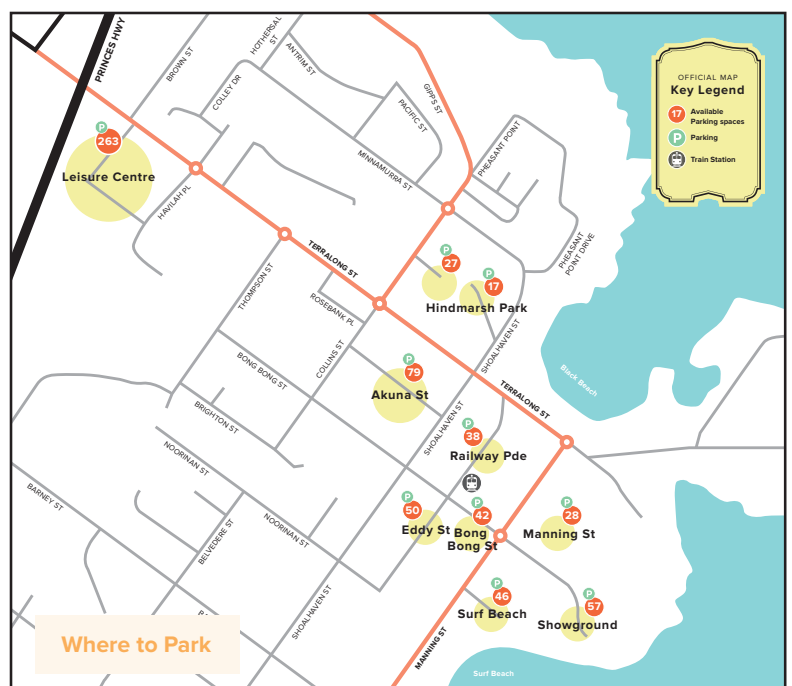 PRINCES HWY
BROWN ST
HOTHERSAL
ST
ANTRIM ST
COLLEY DR
PACIFIC ST
GIPPS ST
OFFICIAL MAP
Key Legend
17
Available
Parking spaces
P
Parking
Train Station
P
263
Leisure Centre
HAVILAH PL
MINNAMURRA ST
PHEASANT POINT
PHEASANT
POINT DRIVE
TERRALONG ST
THOMPSON ST
ROSEBANK PL
P
27
P
17
Hindmarsh Park
SHOALHAVEN ST
COLLINS ST
BONG BONG ST
P
79
Akuna St
Black Beach
TERRALONG ST
BRIGHTON ST
SHOALHAVEN ST
P
38
Railway Pde
NOORINAN ST
BARNEY ST
BELVEDERE ST
NOORINAN ST
P
50
Eddy St
P
42
Bong
Bong St
P
28
Manning St
SHOALHAVEN ST
P
46
Surf Beach
P
57
Showground
MANNING ST
Where to Park
Surf Beach